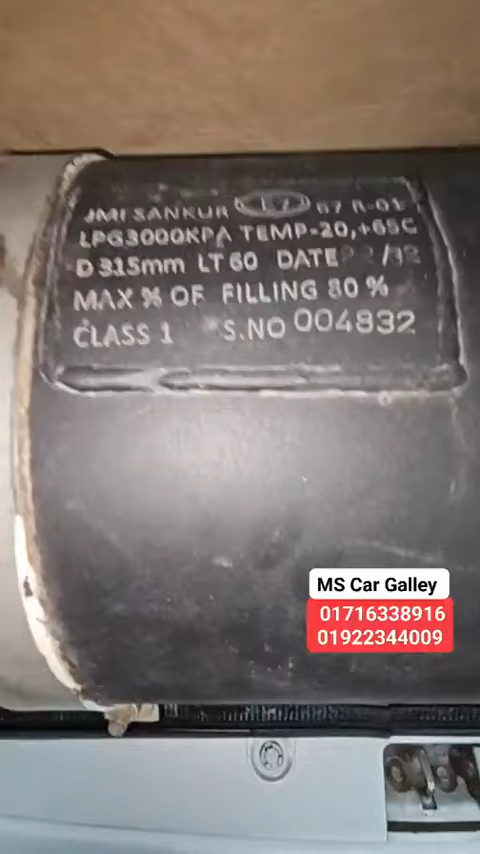 JMI SANKUR 67 R-01
LPG3000KPA TEMP-20,+65C
D 315mm LT 60 DATE /32
MAX % OF FILLING 80 %
CLASS 1 S.NO 004832
MS Car Galley
01716338916
01922344009